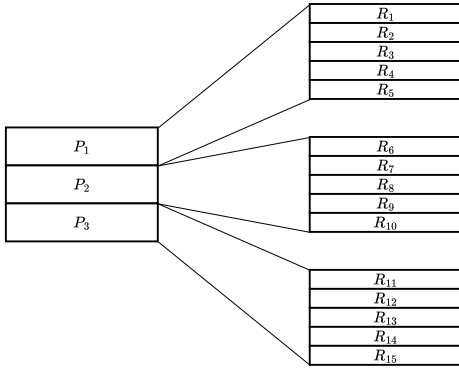 P₁
P₂
P₃
R₁
R₂
R₃
R₄
R₅
R₆
R₇
R₈
R₉
R₁₀
R₁₁
R₁₂
R₁₃
R₁₄
R₁₅